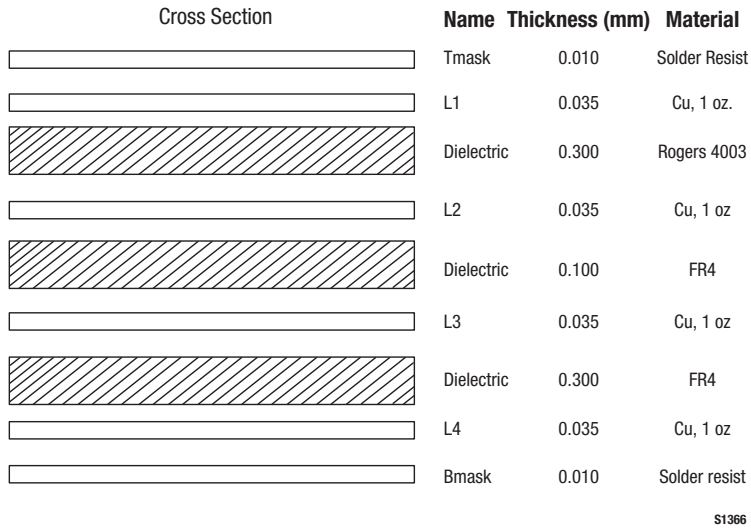 Cross Section Name Thickness (mm) Material
Tmask 0.010 Solder Resist
L1 0.035 Cu, 1 oz.
Dielectric 0.300 Rogers 4003
L2 0.035 Cu, 1 oz
Dielectric 0.100 FR4
L3 0.035 Cu, 1 oz
Dielectric 0.300 FR4
L4 0.035 Cu, 1 oz
Bmask 0.010 Solder resist
S1366